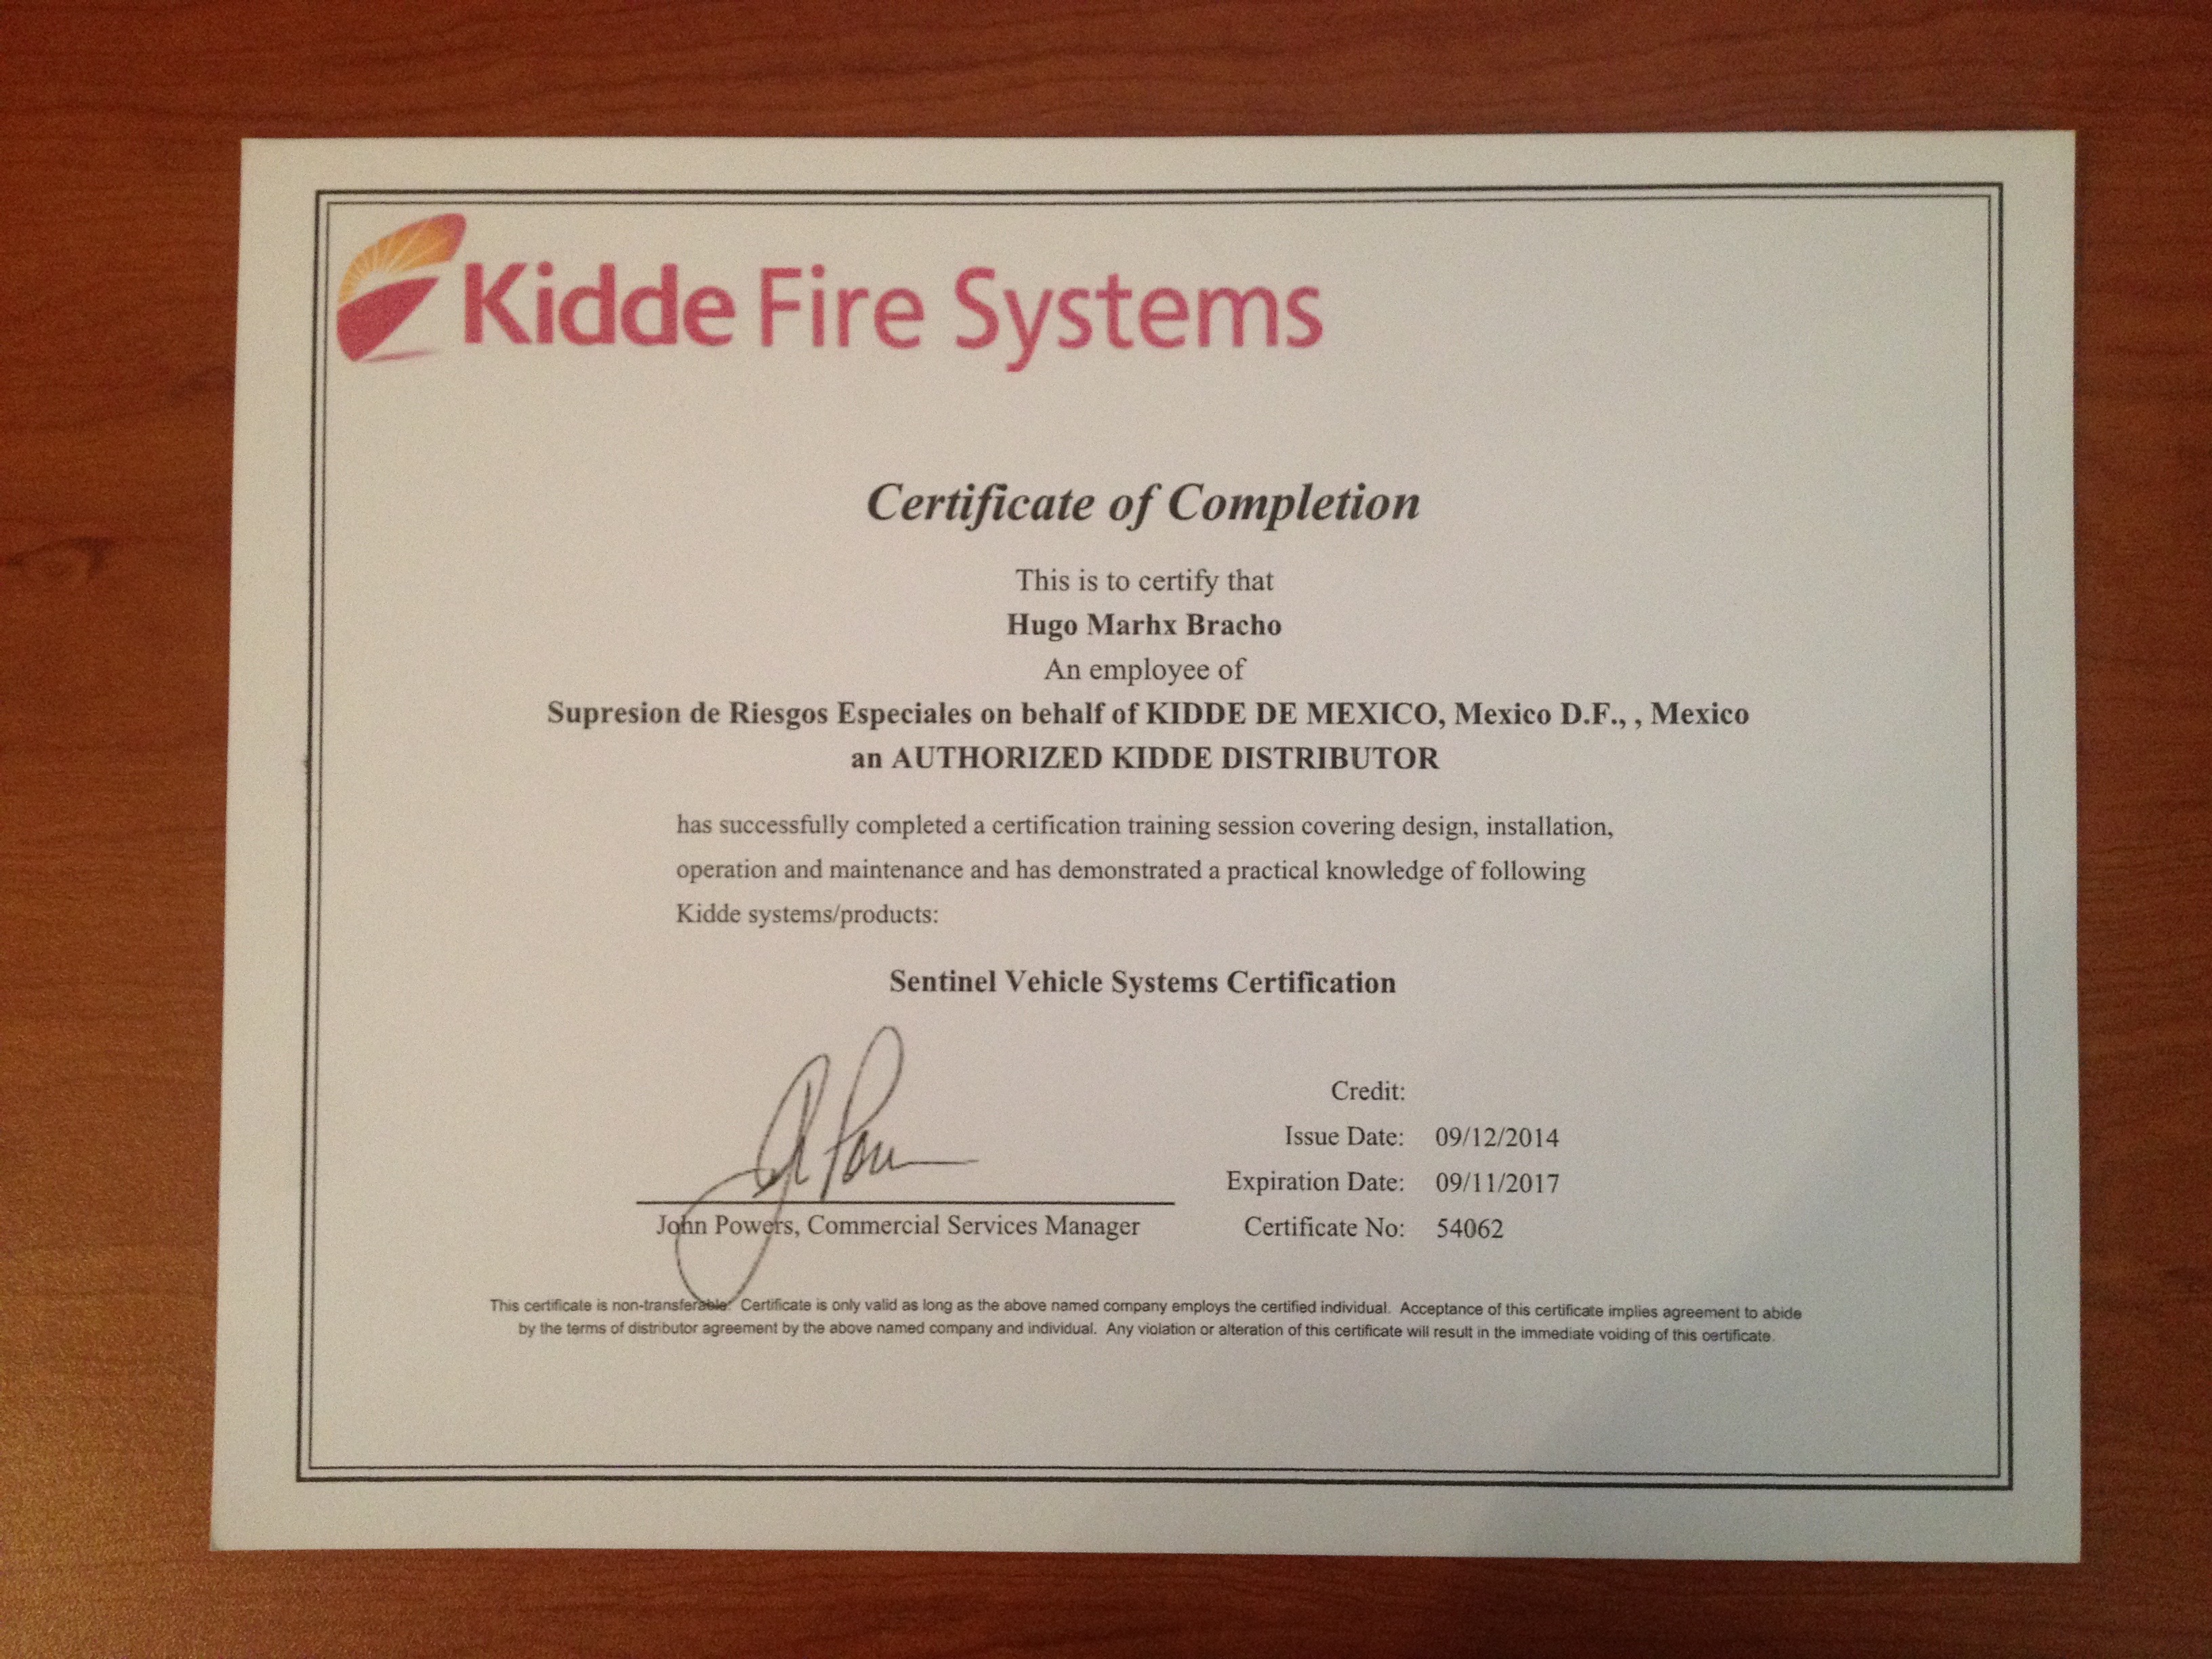 Kidde Fire Systems
Certificate of Completion
This is to certify that
Hugo Marhx Bracho
An employee of
Supresion de Riesgos Especiales on behalf of KIDDE DE MEXICO, Mexico D.F., , Mexico
an AUTHORIZED KIDDE DISTRIBUTOR
has successfully completed a certification training session covering design, installation,
operation and maintenance and has demonstrated a practical knowledge of following
Kidde systems/products:
Sentinel Vehicle Systems Certification
Credit:
Issue Date: 09/12/2014
Expiration Date: 09/11/2017
John Powers, Commercial Services Manager
Certificate No: 54062
This certificate is non-transferable. Certificate is only valid as long as the above named company employs the certified individual. Acceptance of this certificate implies agreement to abide
by the terms of distributor agreement by the above named company and individual. Any violation or alteration of this certificate will result in the immediate voiding of this certificate.